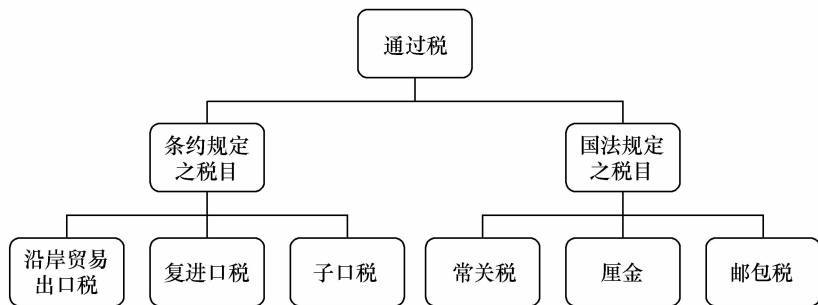 通过税
条约规定
之税目
国法规定
之税目
沿岸贸易
出口税
复进口税
子口税
常关税
厘金
邮包税